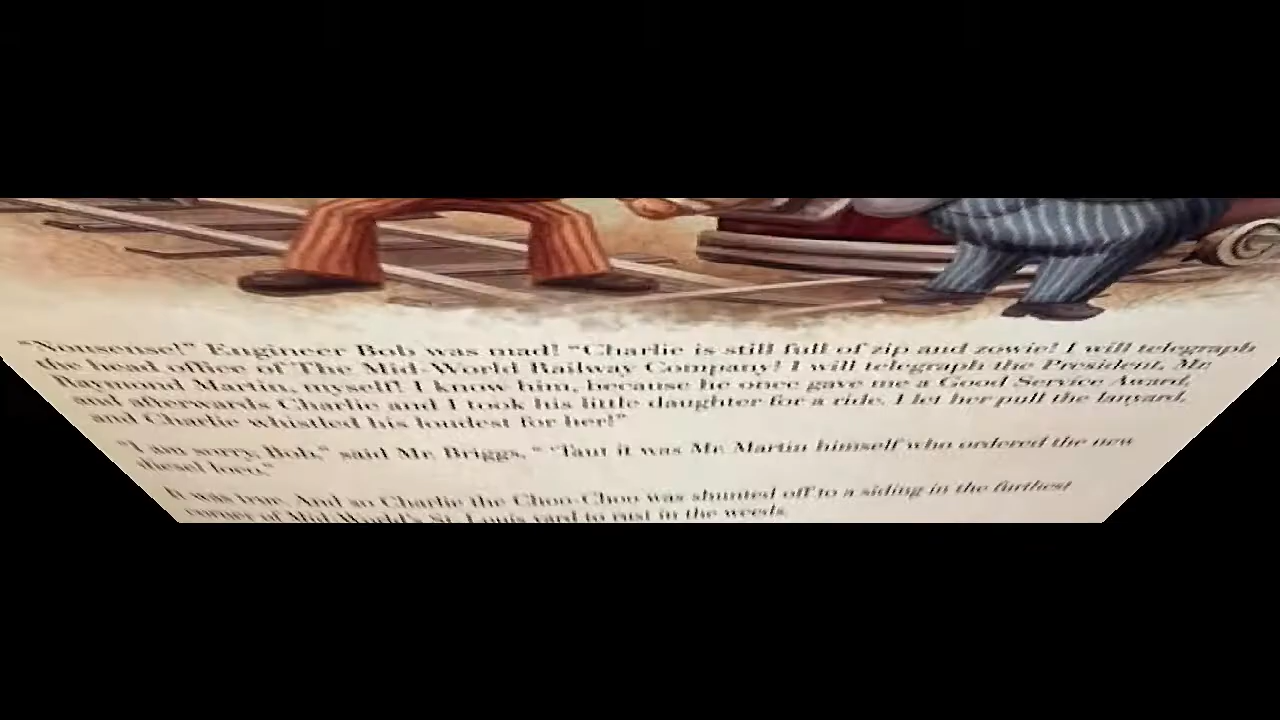 "Nonsense!" Engineer Bob was mad! "Charlie is still full of zip and zowie! I will telegraph
the head office of The Mid-World Railway Company! I will telegraph the President, Mr.
Raymond Martin, myself! I know him, because he once gave me a Good Service Award,
and afterwards Charlie and I took his little daughter for a ride. I let her pull the lanyard,
and Charlie whistled his loudest for her!"
"I am sorry, Bob," said Mr. Briggs, "but it was Mr. Martin himself who ordered the new
diesel loco."
It was true. And so Charlie the Choo-Choo was shunted off to a siding in the furthest
corner of Mid-World's St. Louis yard to rust in the weeds.